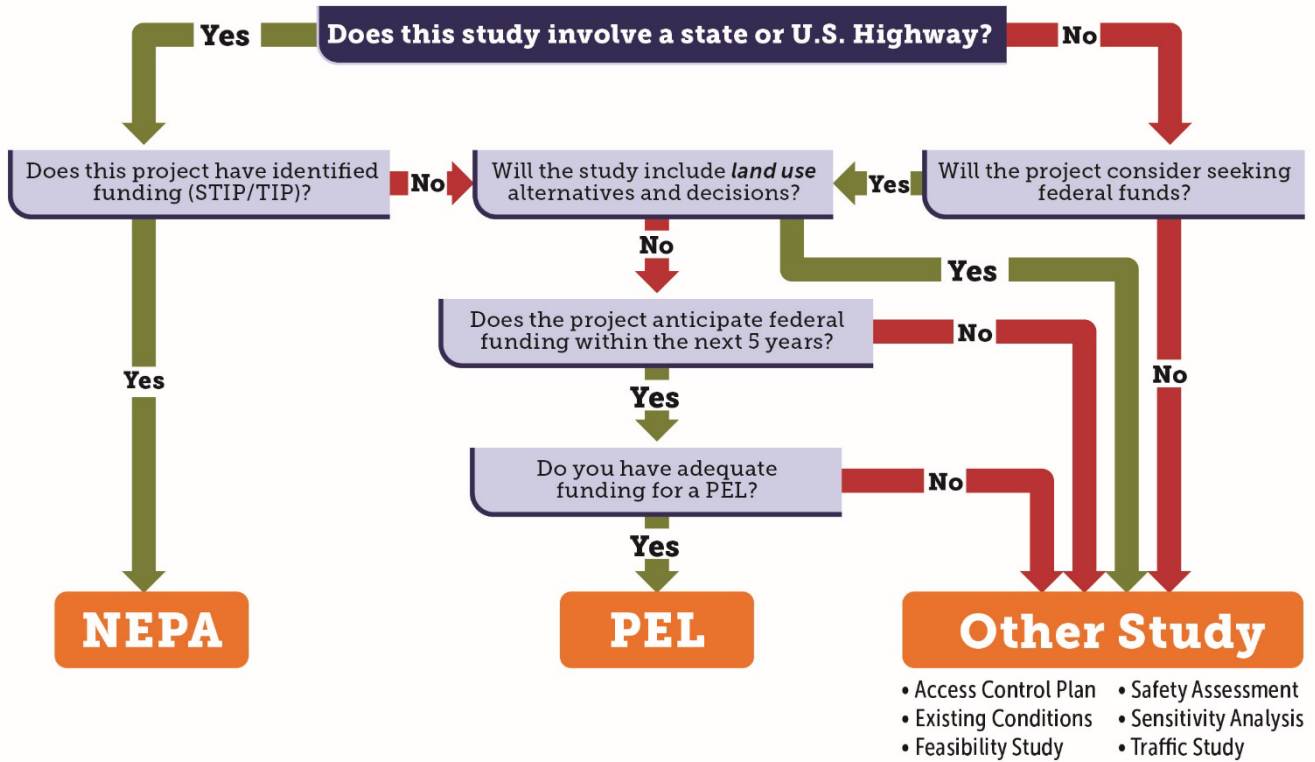 Does this study involve a state or U.S. Highway?
Yes
No
Does this project have identified
funding (STIP/TIP)?
No
Will the study include land use
alternatives and decisions?
Yes
Will the project consider seeking
federal funds?
No
Yes
Does the project anticipate federal
funding within the next 5 years?
No
Yes
No
Yes
Do you have adequate
funding for a PEL?
No
Yes
NEPA
PEL
Other Study
• Access Control Plan
• Existing Conditions
• Feasibility Study
• Safety Assessment
• Sensitivity Analysis
• Traffic Study